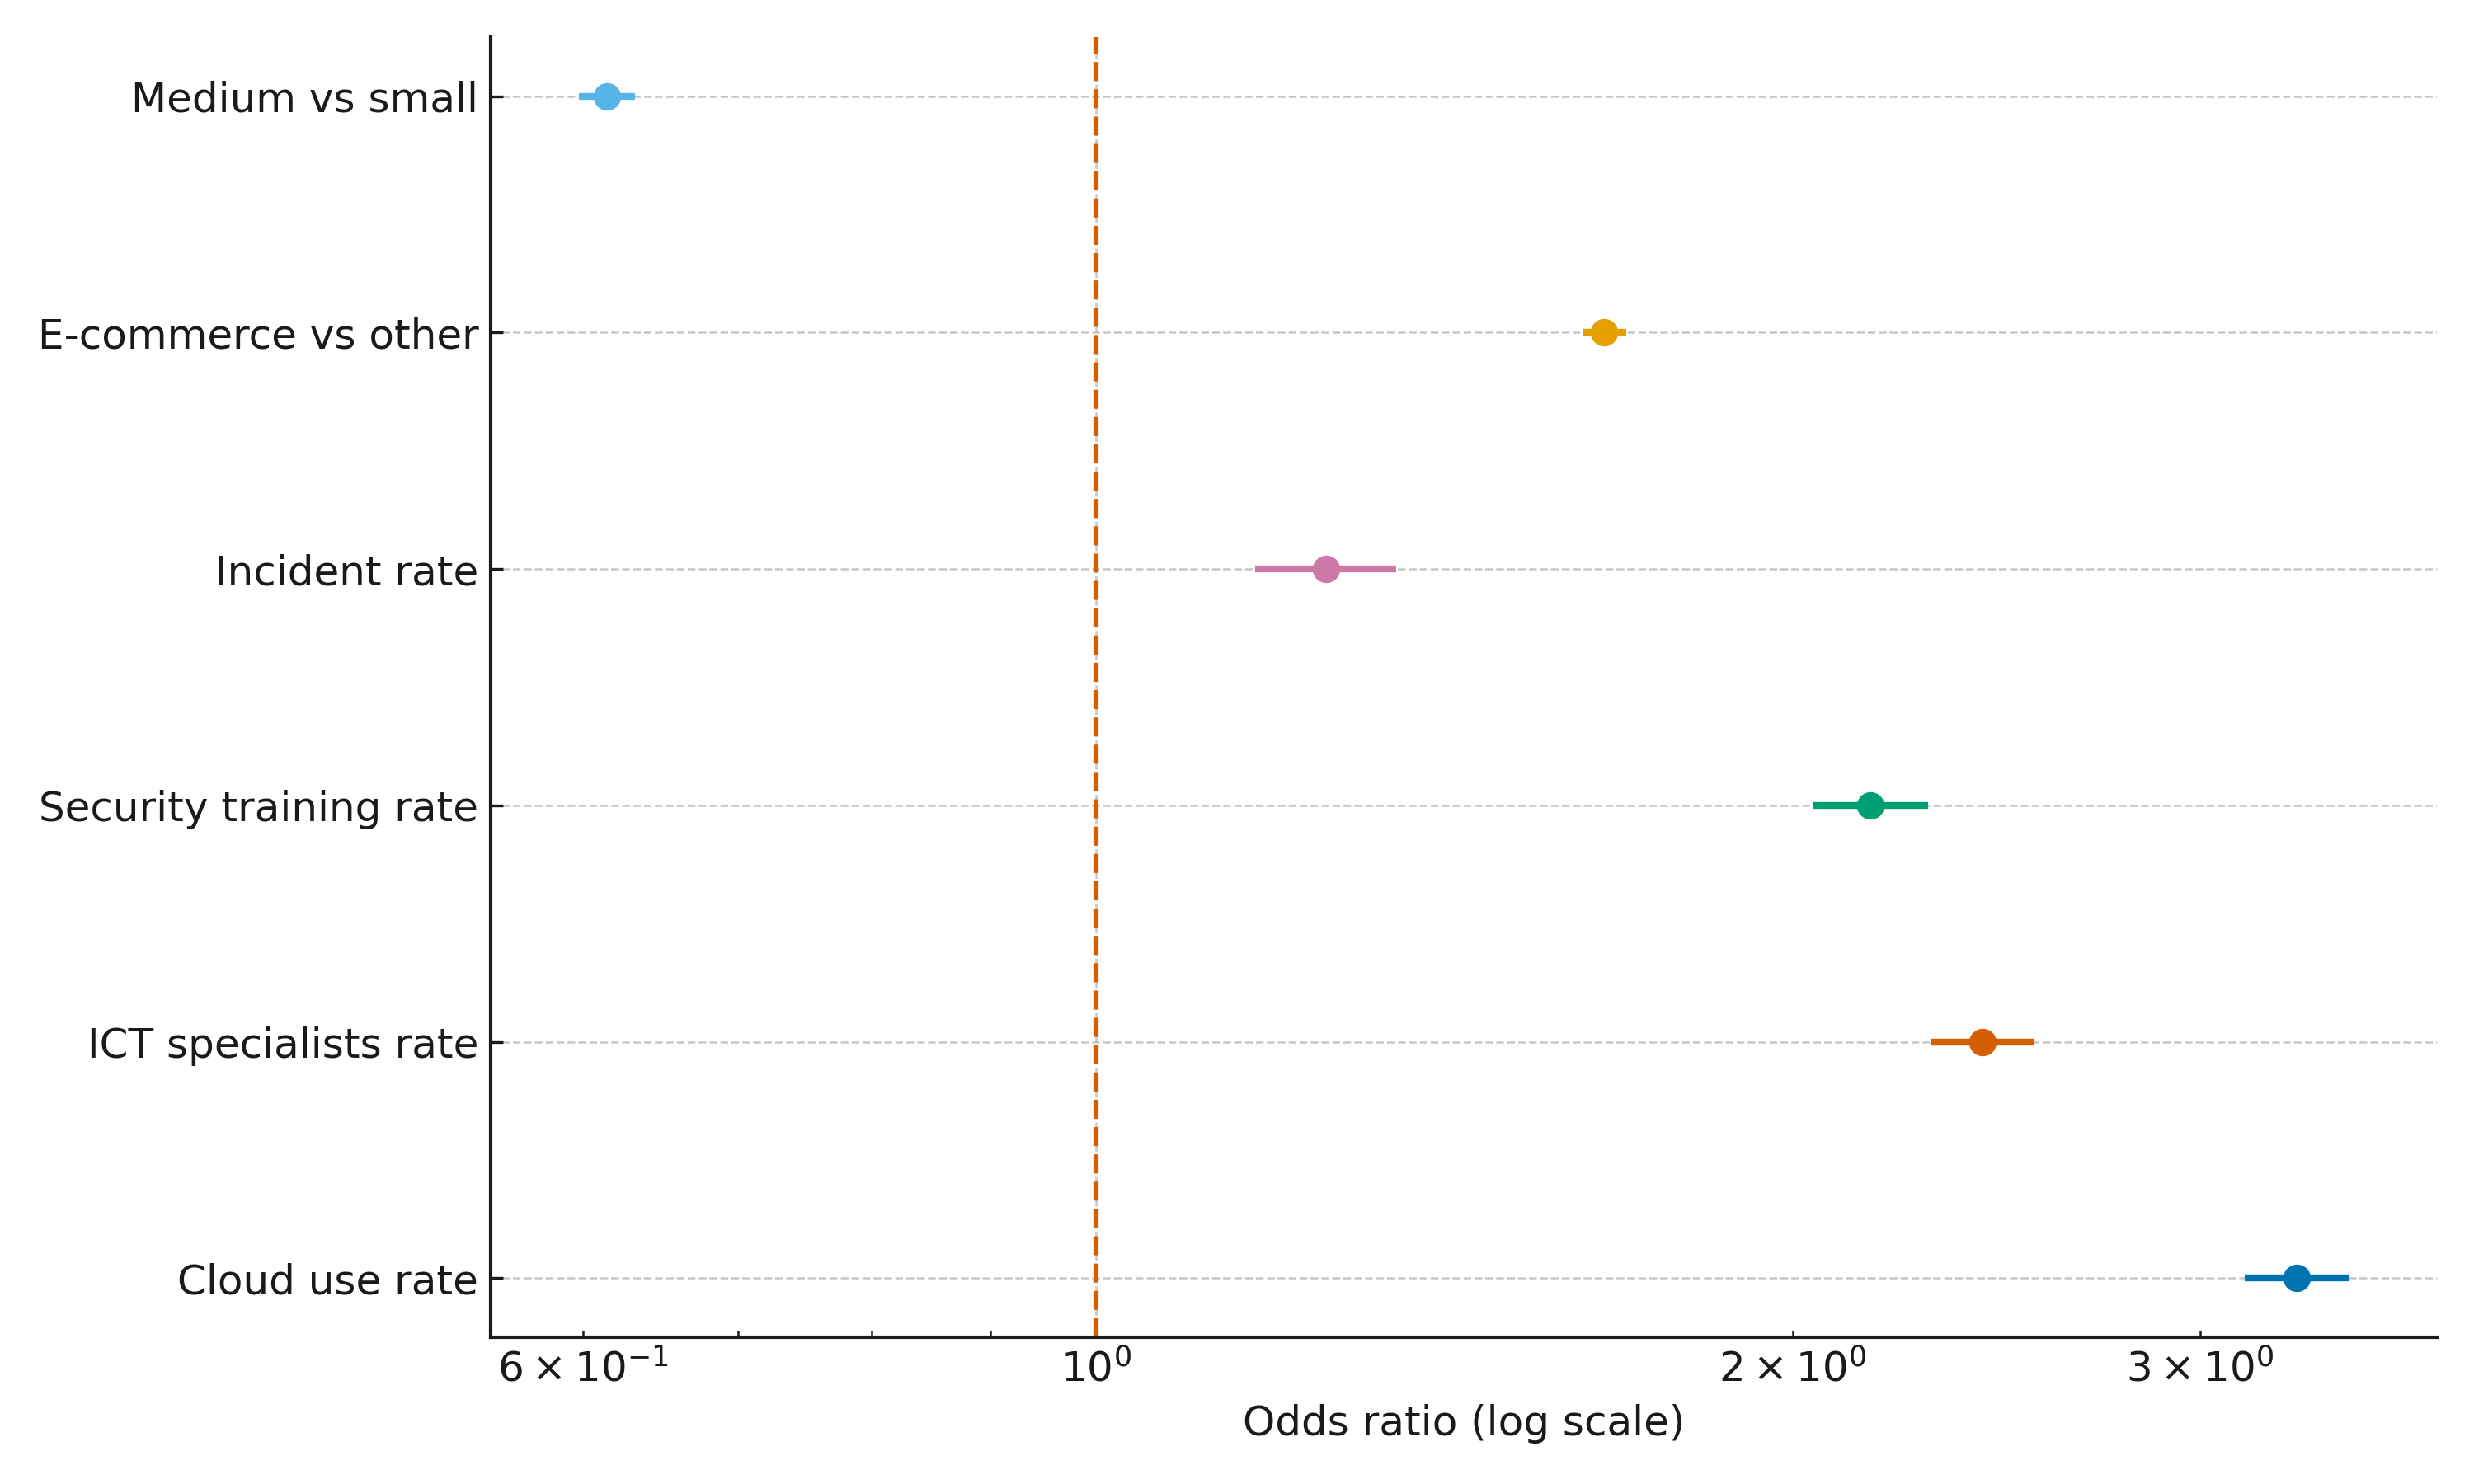 Medium vs small
E-commerce vs other
Incident rate
Security training rate
ICT specialists rate
Cloud use rate
6 × 10⁻¹ 10⁰ 2 × 10⁰ 3 × 10⁰
Odds ratio (log scale)